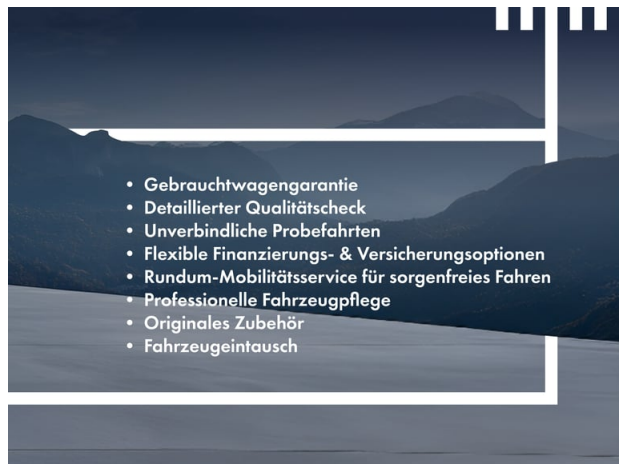 • Gebrauchtwagengarantie
• Detaillierter Qualitätscheck
• Unverbindliche Probefahrten
• Flexible Finanzierungs- & Versicherungsoptionen
• Rundum-Mobilitätsservice für sorgenfreies Fahren
• Professionelle Fahrzeugpflege
• Originales Zubehör
• Fahrzeugeintausch